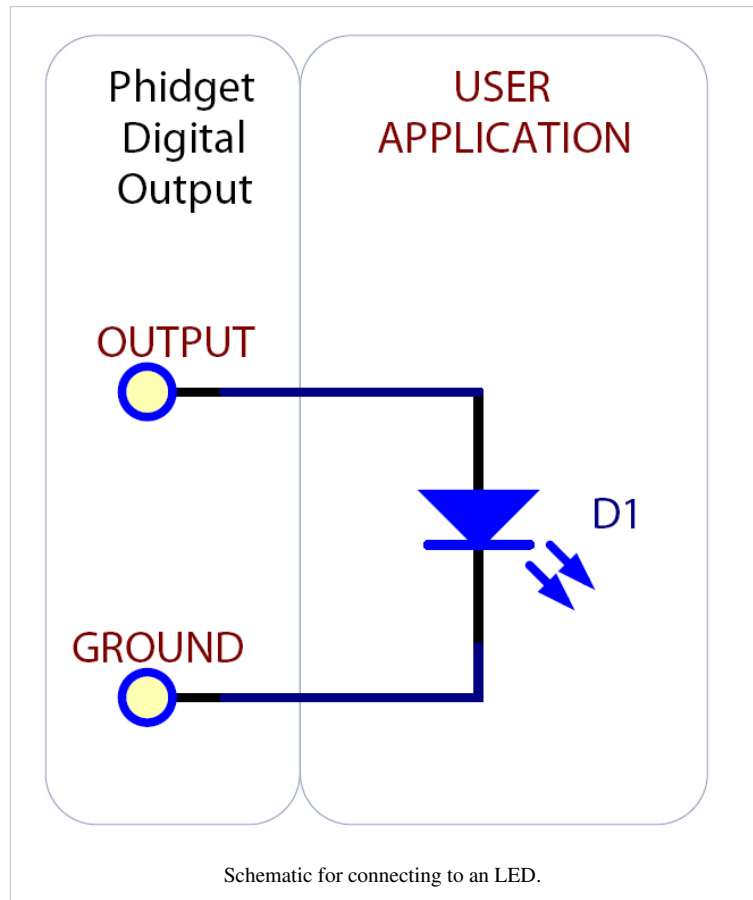 Phidget
Digital
Output
USER
APPLICATION
OUTPUT
D1
GROUND
Schematic for connecting to an LED.